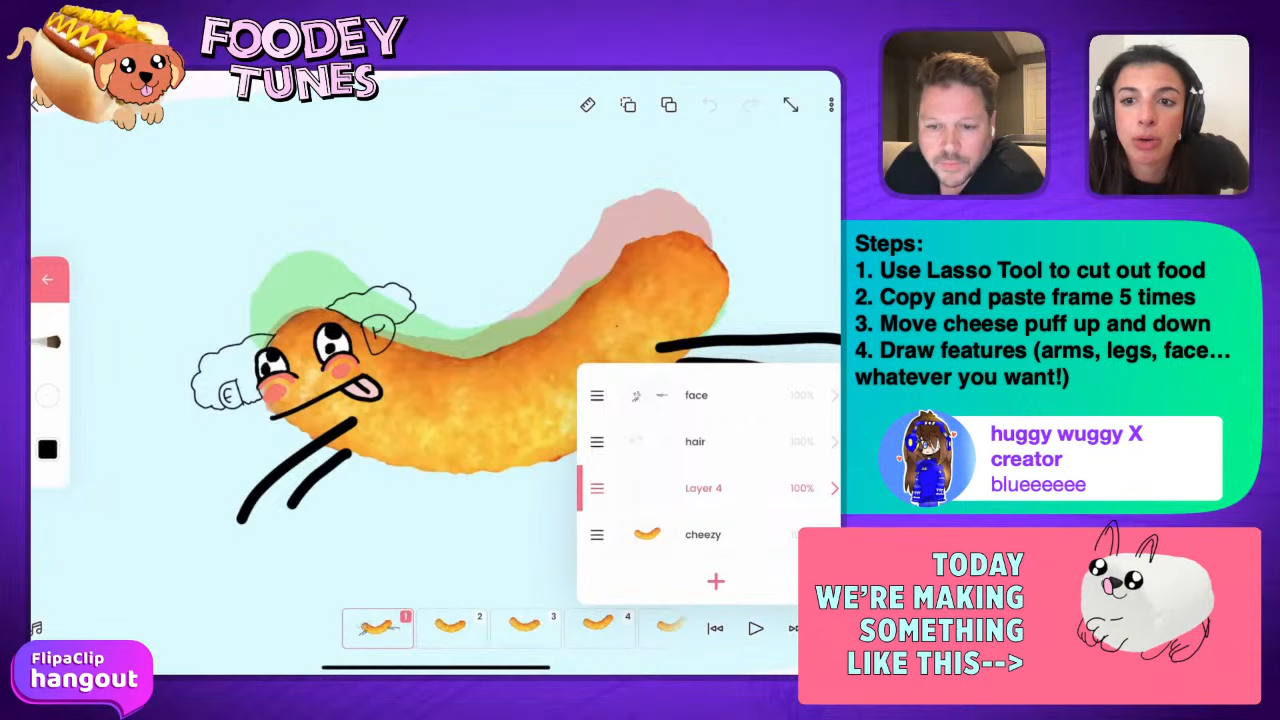 FOODEY
TUNES
Steps:
1. Use Lasso Tool to cut out food
2. Copy and paste frame 5 times
3. Move cheese puff up and down
4. Draw features (arms, legs, face...
whatever you want!)
huggy wuggy X
creator
blueeeeee
face 100%
hair 100%
Layer 4 100%
cheezy
1 2 3 4
TODAY
WE'RE MAKING
SOMETHING
LIKE THIS-->
FlipaClip
hangout